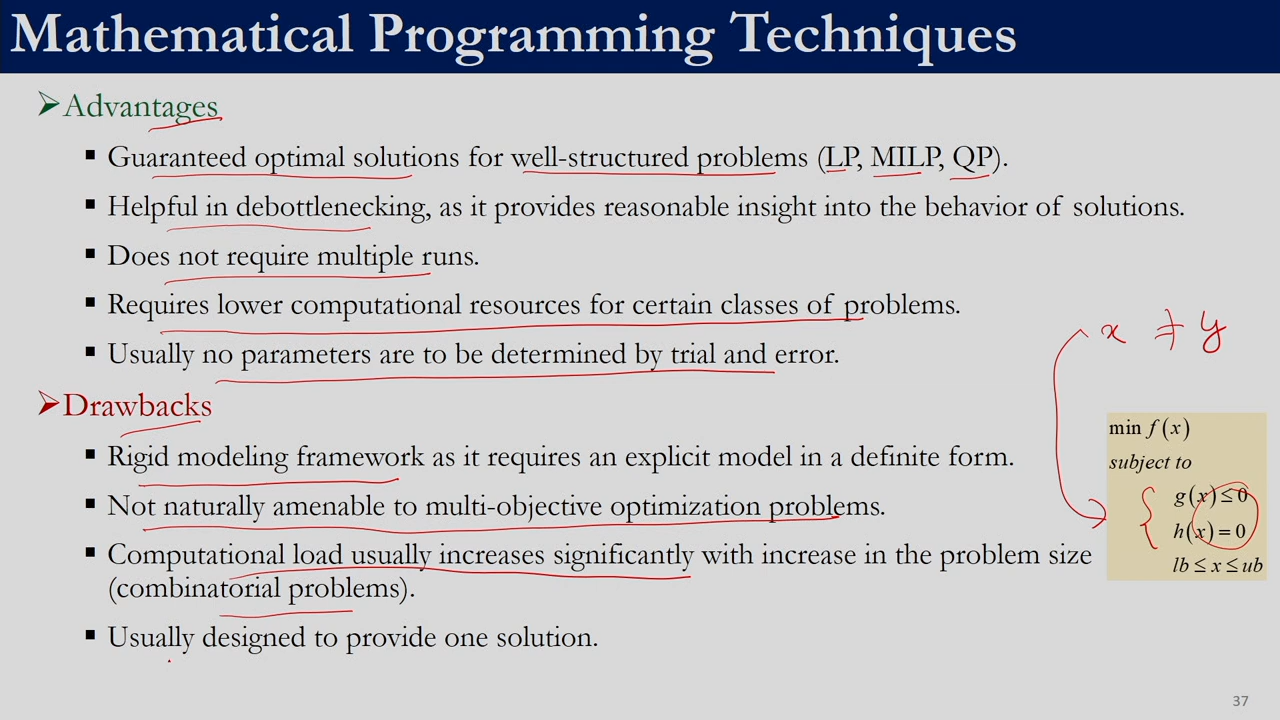 Mathematical Programming Techniques
➢Advantages
▪ Guaranteed optimal solutions for well-structured problems (LP, MILP, QP).
▪ Helpful in debottlenecking, as it provides reasonable insight into the behavior of solutions.
▪ Does not require multiple runs.
▪ Requires lower computational resources for certain classes of problems.
▪ Usually no parameters are to be determined by trial and error.
x ≠ y
➢Drawbacks
▪ Rigid modeling framework as it requires an explicit model in a definite form.
▪ Not naturally amenable to multi-objective optimization problems.
▪ Computational load usually increases significantly with increase in the problem size
(combinatorial problems).
▪ Usually designed to provide one solution.
min f(x)
subject to
g(x) ≤ 0
h(x) = 0
lb ≤ x ≤ ub
37